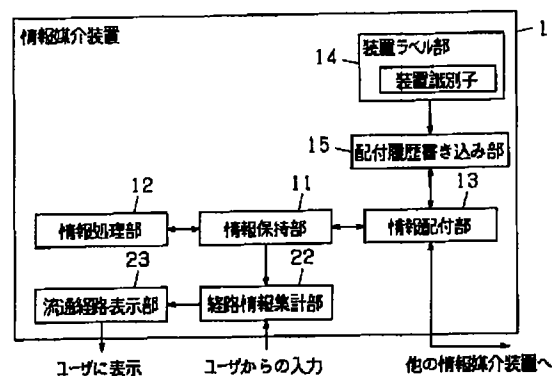 情報媒介装置
1
14
装置ラベル部
装置識別子
15
配付履歴書き込み部
12
11
13
情報処理部
情報保持部
情報配付部
23
22
流通経路表示部
経路情報集計部
ユーザに表示
ユーザからの入力
他の情報媒介装置へ